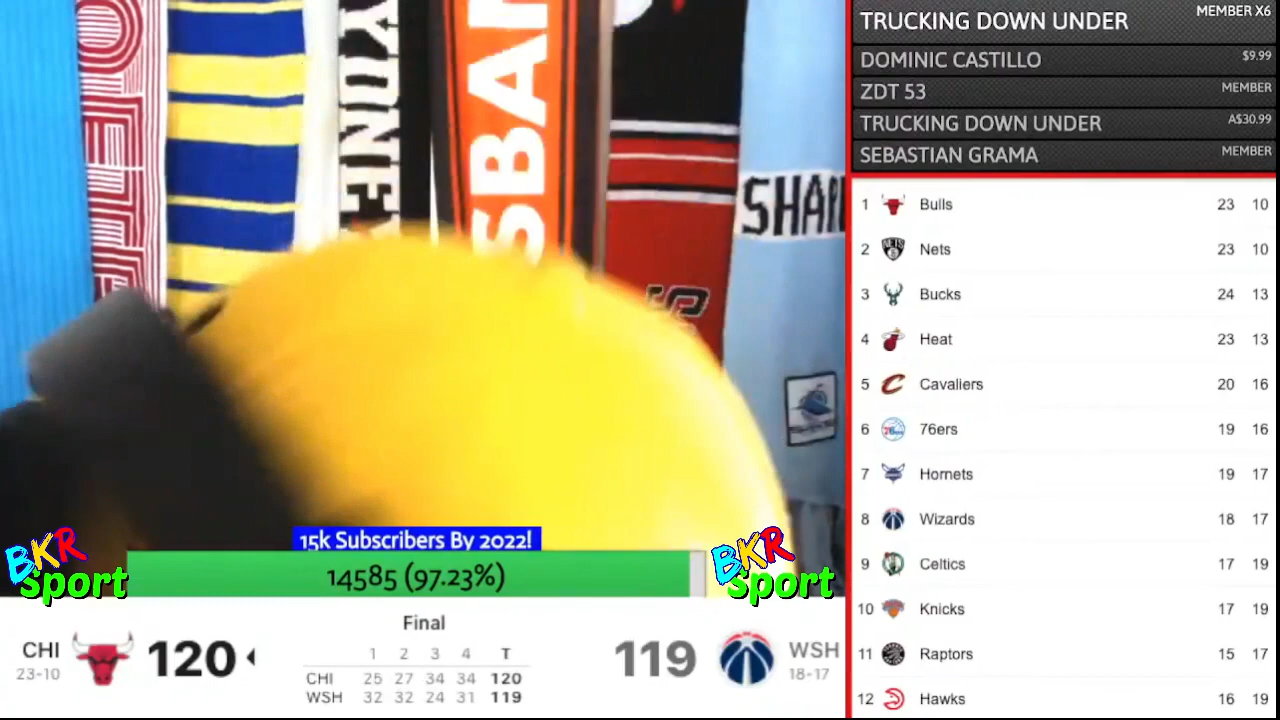 TRUCKING DOWN UNDER MEMBER X6
DOMINIC CASTILLO $9.99
ZDT 53 MEMBER
TRUCKING DOWN UNDER A$30.99
SEBASTIAN GRAMA MEMBER
SBAN
SHAR
1 Bulls 23 10
2 NETS Nets 23 10
3 Bucks 24 13
4 Heat 23 13
5 Cavaliers 20 16
6 76ers 19 16
7 Hornets 19 17
8 Wizards 18 17
9 Celtics 17 19
10 Knicks 17 19
11 Raptors 15 17
12 Hawks 16 19
15k Subscribers By 2022!
14585 (97.23%)
BKR Sport
BKR Sport
Final
CHI 23-10 120
119 WSH 18-17
1 2 3 4 T
CHI 25 27 34 34 120
WSH 32 32 24 31 119